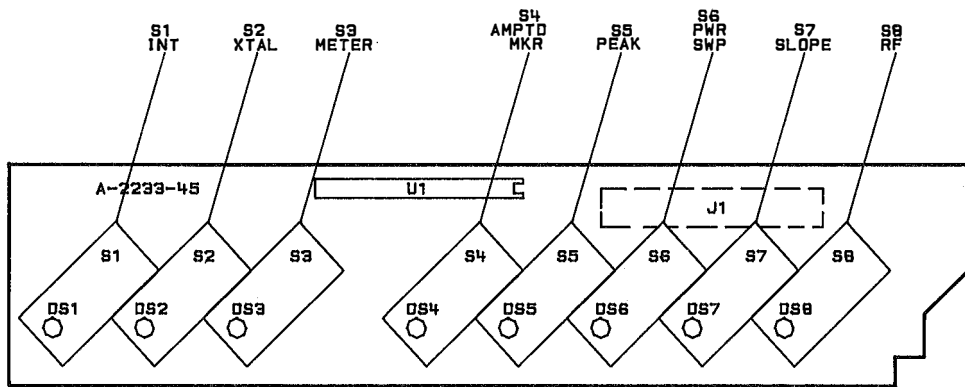 S1
INT
S2
XTAL
S3
METER
S4
AMPTD
MKR
S5
PEAK
S6
PWR
SWP
S7
SLOPE
S8
RF
A-2233-45
U1
J1
S1
S2
S3
S4
S5
S6
S7
S8
DS1
DS2
DS3
DS4
DS5
DS6
DS7
DS8